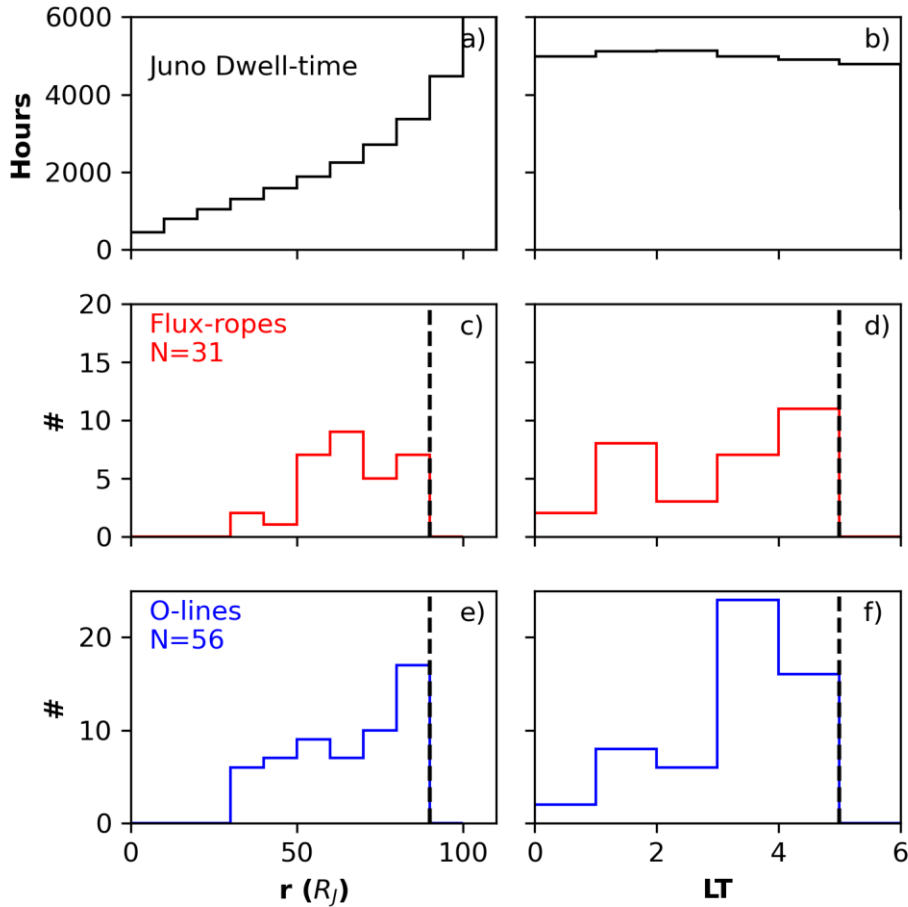 6000
4000
2000
0
Hours
Juno Dwell-time
a)
b)
20
15
10
5
0
#
Flux-ropes
N=31
c)
d)
20
10
0
#
O-lines
N=56
e)
f)
0
50
100
r (R_J)
0
2
4
6
LT